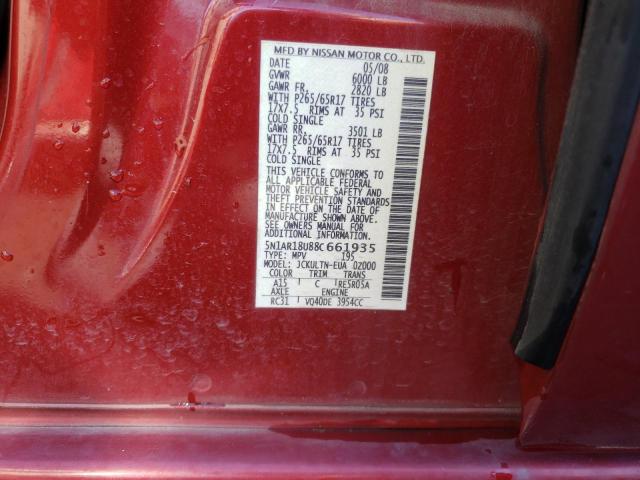 MFD BY NISSAN MOTOR CO., LTD.
DATE 05/08
GVWR 6000 LB
GAWR FR. 2820 LB
WITH P265/65R17 TIRES
17X7.5 RIMS AT 35 PSI
COLD SINGLE
GAWR RR. 3501 LB
WITH P265/65R17 TIRES
17X7.5 RIMS AT 35 PSI
COLD SINGLE
THIS VEHICLE CONFORMS TO
ALL APPLICABLE FEDERAL
MOTOR VEHICLE SAFETY AND
THEFT PREVENTION STANDARDS
IN EFFECT ON THE DATE OF
MANUFACTURE SHOWN ABOVE.
SEE OWNERS MANUAL FOR
ADDITIONAL INFORMATION.
5N1AR18U88C661935
TYPE: MPV 195
MODEL: JCKULTN-EUA 0Z000
COLOR TRIM TRANS
A15 C RE5R05A
AXLE ENGINE
RC31 VQ40DE 3954CC